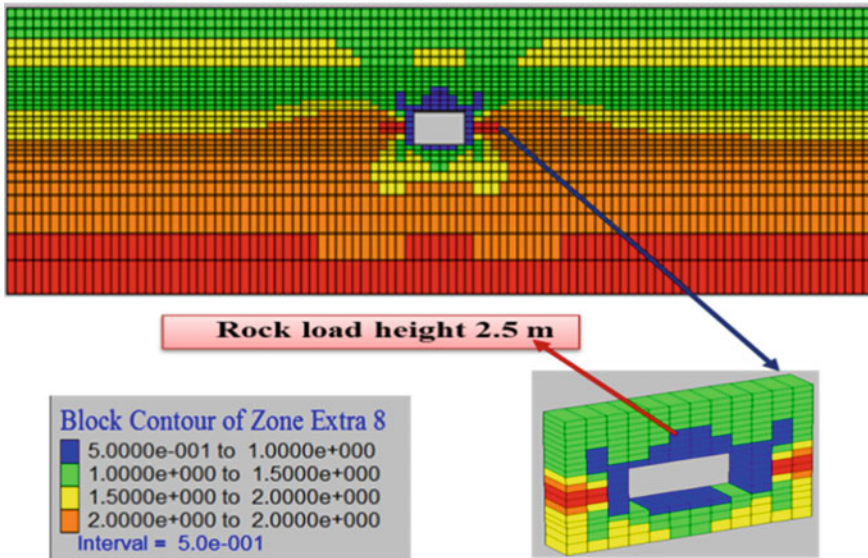 Rock load height 2.5 m
Block Contour of Zone Extra 8
5.0000e-001 to 1.0000e+000
1.0000e+000 to 1.5000e+000
1.5000e+000 to 2.0000e+000
2.0000e+000 to 2.0000e+000
Interval = 5.0e-001